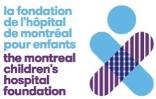 la fondation
de l'hôpital
de montréal
pour enfants
the montreal
children's
hospital
foundation